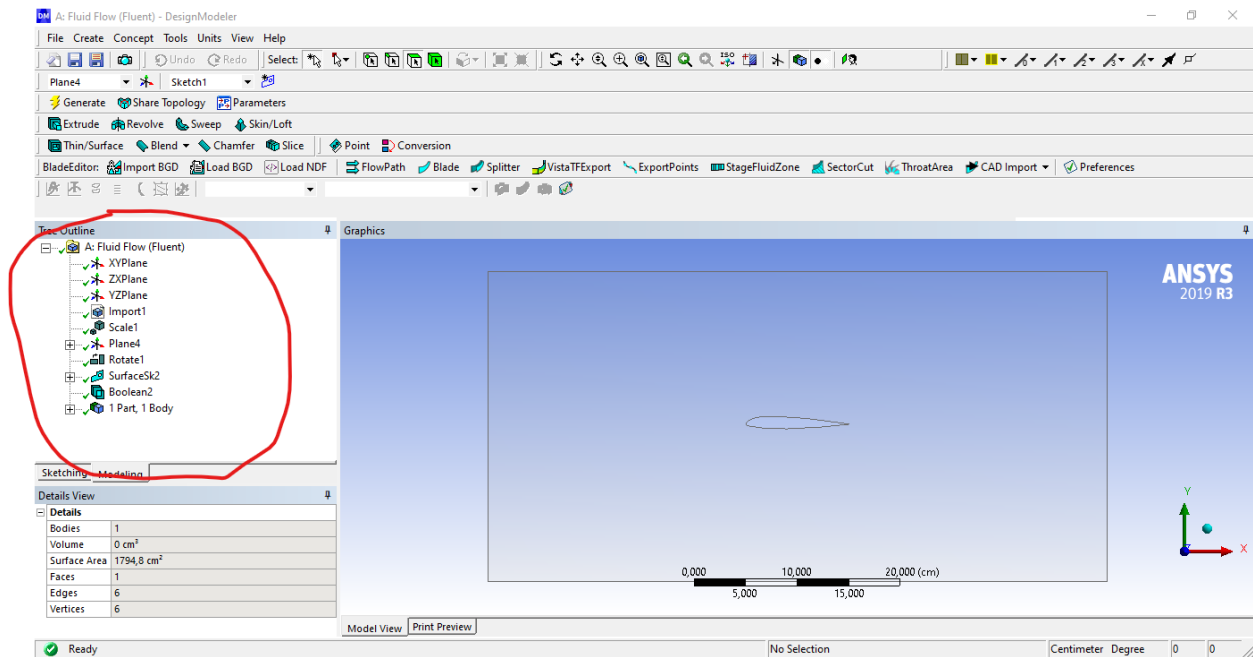 DM A: Fluid Flow (Fluent) - DesignModeler
File Create Concept Tools Units View Help
Undo Redo Select: ISO
Plane4 Sketch1
Generate Share Topology Parameters
Extrude Revolve Sweep Skin/Loft
Thin/Surface Blend Chamfer Slice Point Conversion
BladeEditor: Import BGD Load BGD Load NDF FlowPath Blade Splitter VistaTFExport ExportPoints StageFluidZone SectorCut ThroatArea CAD Import Preferences
Tree Outline
A: Fluid Flow (Fluent)
XYPlane
ZXPlane
YZPlane
Import1
Scale1
Plane4
Rotate1
SurfaceSk2
Boolean2
1 Part, 1 Body
Sketching Modeling
Details View
Details
Bodies 1
Volume 0 cm³
Surface Area 1794,8 cm²
Faces 1
Edges 6
Vertices 6
Graphics
ANSYS
2019 R3
Y
X
0,000 10,000 20,000 (cm)
5,000 15,000
Model View Print Preview
Ready No Selection Centimeter Degree 0 0